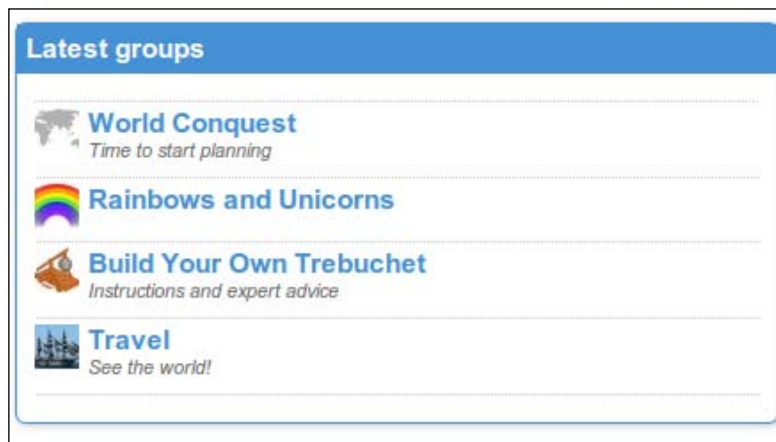 Latest groups
World Conquest
Time to start planning
Rainbows and Unicorns
Build Your Own Trebuchet
Instructions and expert advice
Travel
See the world!